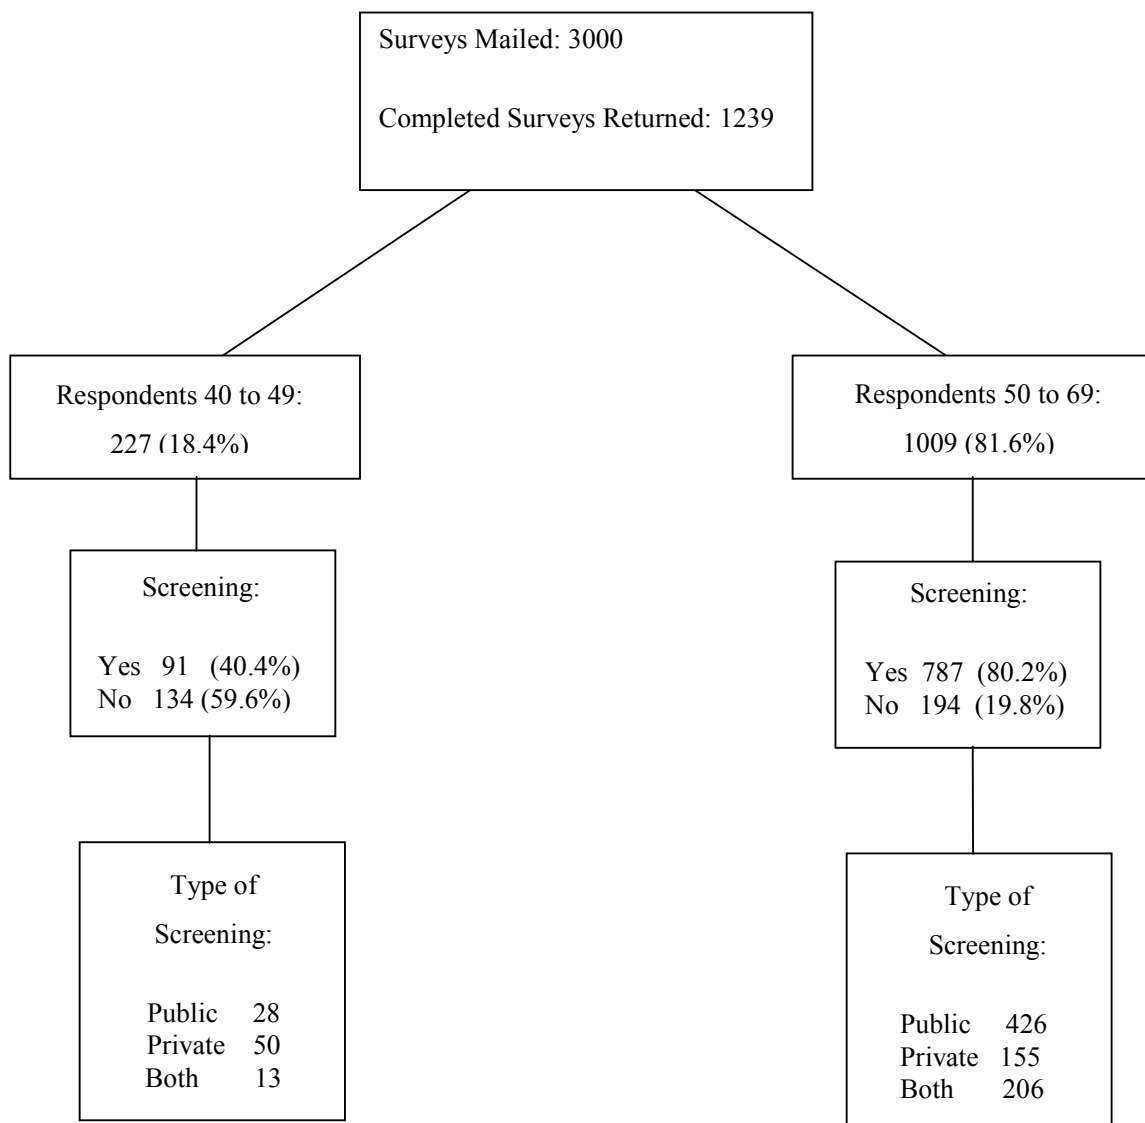 Surveys Mailed: 3000
Completed Surveys Returned: 1239
Respondents 40 to 49:
227 (18.4%)
Respondents 50 to 69:
1009 (81.6%)
Screening:
Yes 91 (40.4%)
No 134 (59.6%)
Screening:
Yes 787 (80.2%)
No 194 (19.8%)
Type of
Screening:
Public 28
Private 50
Both 13
Type of
Screening:
Public 426
Private 155
Both 206